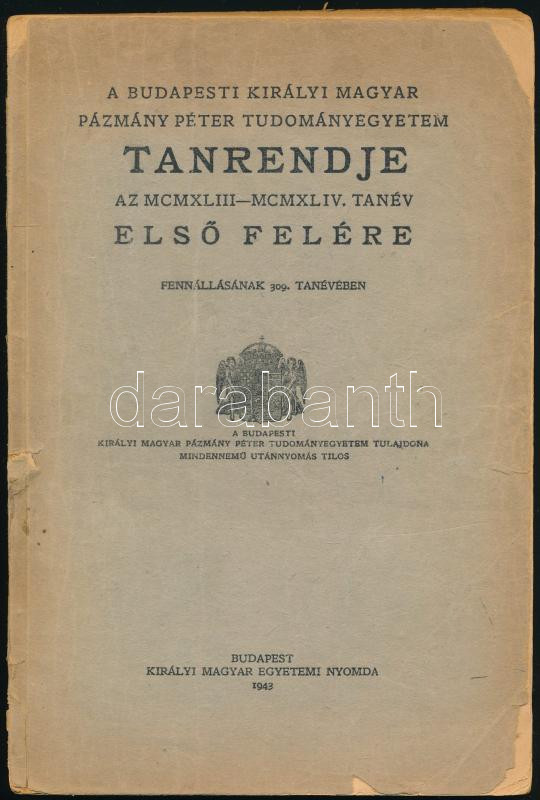 A BUDAPESTI KIRÁLYI MAGYAR
PÁZMÁNY PÉTER TUDOMÁNYEGYETEM
TANRENDJE
AZ MCMXLIII—MCMXLIV. TANÉV
ELSŐ FELÉRE
FENNÁLLÁSÁNAK 309. TANÉVÉBEN
darabanth
A BUDAPESTI
KIRÁLYI MAGYAR PÁZMÁNY PÉTER TUDOMÁNYEGYETEM TULAJDONA
MINDENNEMŰ UTÁNNYOMÁS TILOS
BUDAPEST
KIRÁLYI MAGYAR EGYETEMI NYOMDA
1943